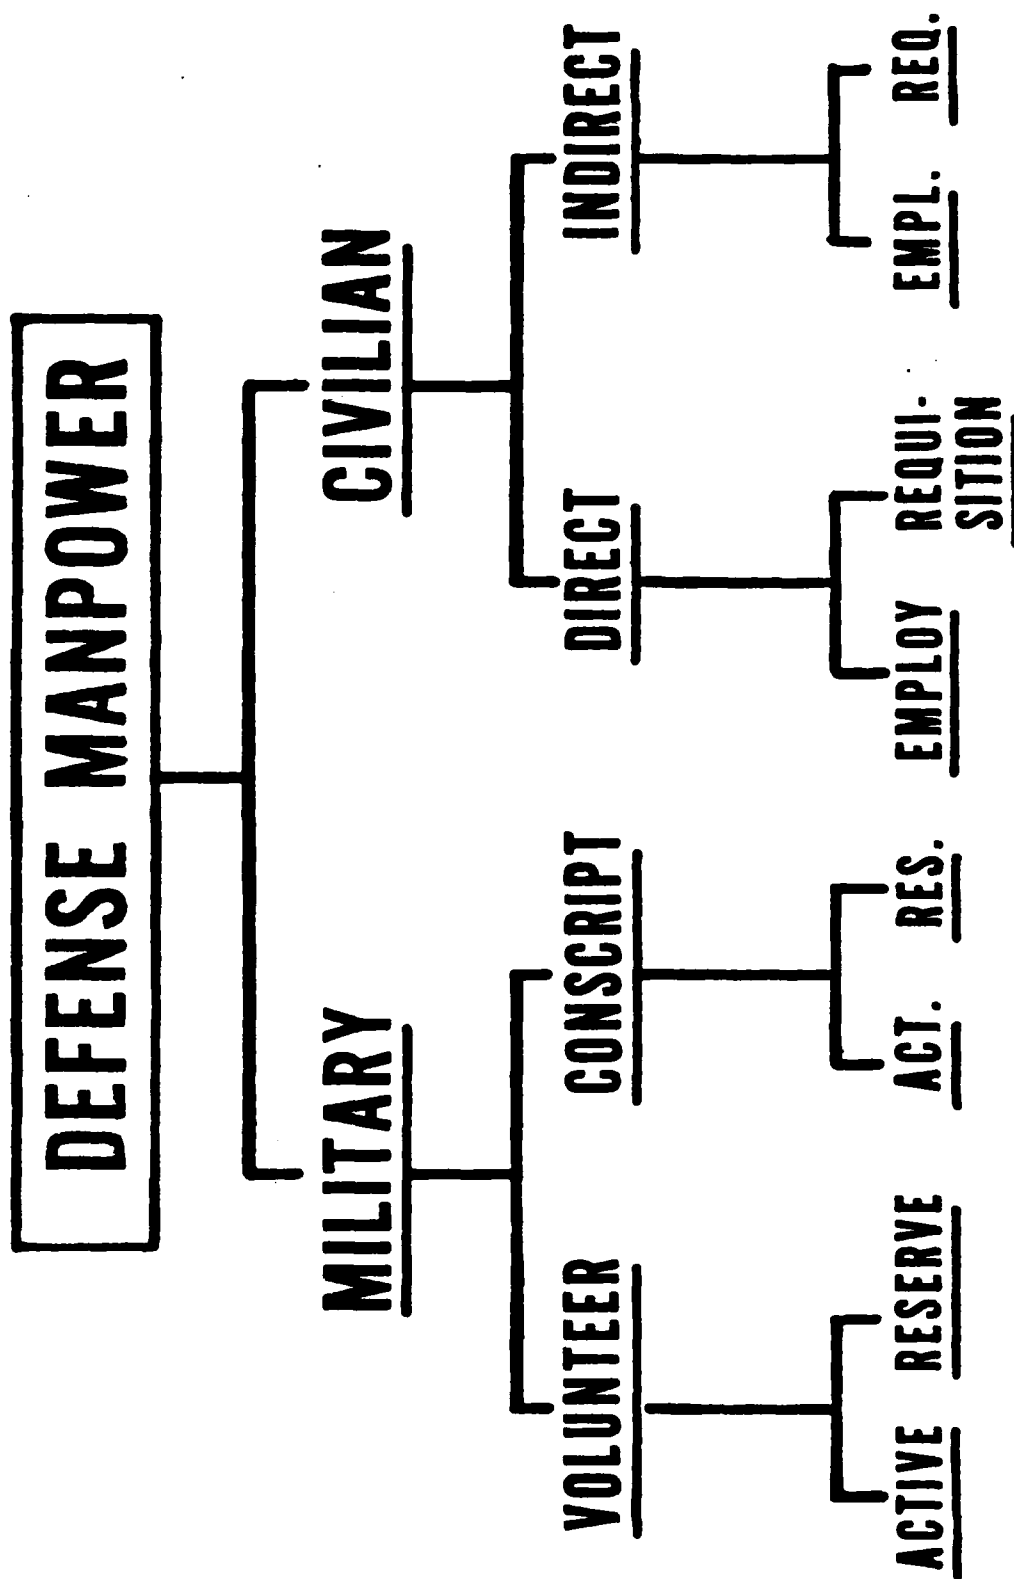 DEFENSE MANPOWER
MILITARY
CIVILIAN
VOLUNTEER
CONSCRIPT
DIRECT
INDIRECT
ACTIVE
RESERVE
ACT.
RES.
EMPLOY
REQUI-
SITION
EMPL.
REQ.